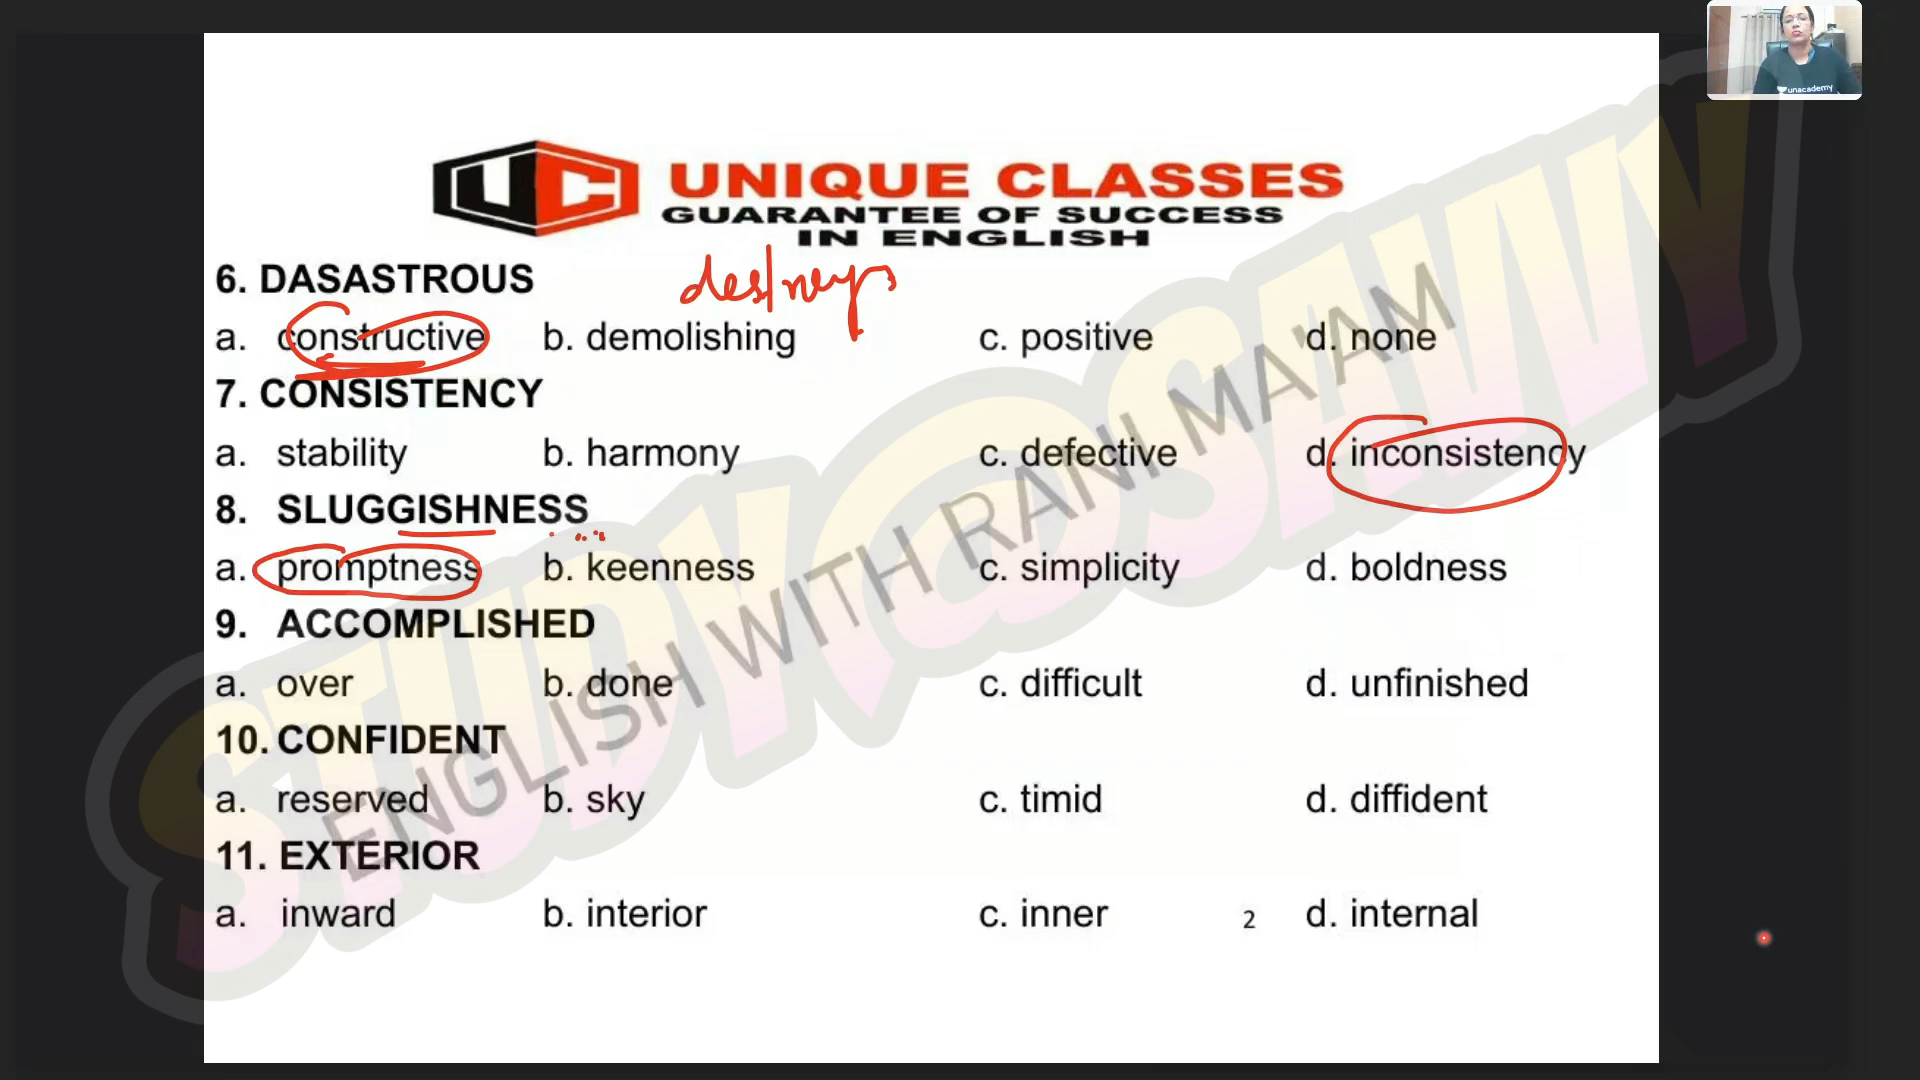 unacademy
UC UNIQUE CLASSES
GUARANTEE OF SUCCESS
IN ENGLISH
6. DASASTROUS
a. constructive b. demolishing c. positive d. none
7. CONSISTENCY
a. stability b. harmony c. defective d. inconsistency
8. SLUGGISHNESS
a. promptness b. keenness c. simplicity d. boldness
9. ACCOMPLISHED
a. over b. done c. difficult d. unfinished
10. CONFIDENT
a. reserved b. sky c. timid d. diffident
11. EXTERIOR
a. inward b. interior c. inner 2 d. internal
ENGLISH WITH RANI MA'AM
STUDY@SAVVY